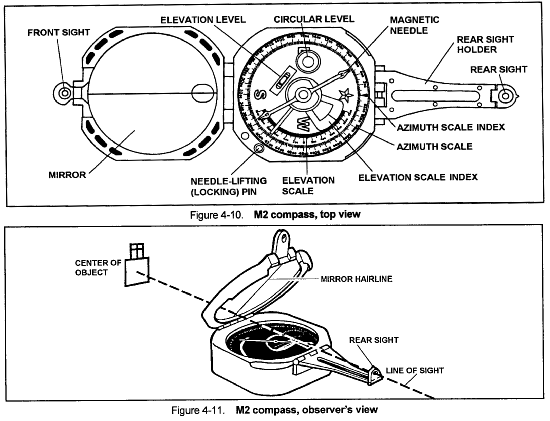 ELEVATION LEVEL
CIRCULAR LEVEL
MAGNETIC
NEEDLE
FRONT SIGHT
REAR SIGHT
HOLDER
REAR SIGHT
S
W
AZIMUTH SCALE INDEX
AZIMUTH SCALE
MIRROR
NEEDLE-LIFTING
(LOCKING) PIN
ELEVATION
SCALE
ELEVATION SCALE INDEX
Figure 4-10. M2 compass, top view
CENTER OF
OBJECT
MIRROR HAIRLINE
REAR SIGHT
LINE OF SIGHT
Figure 4-11. M2 compass, observer's view